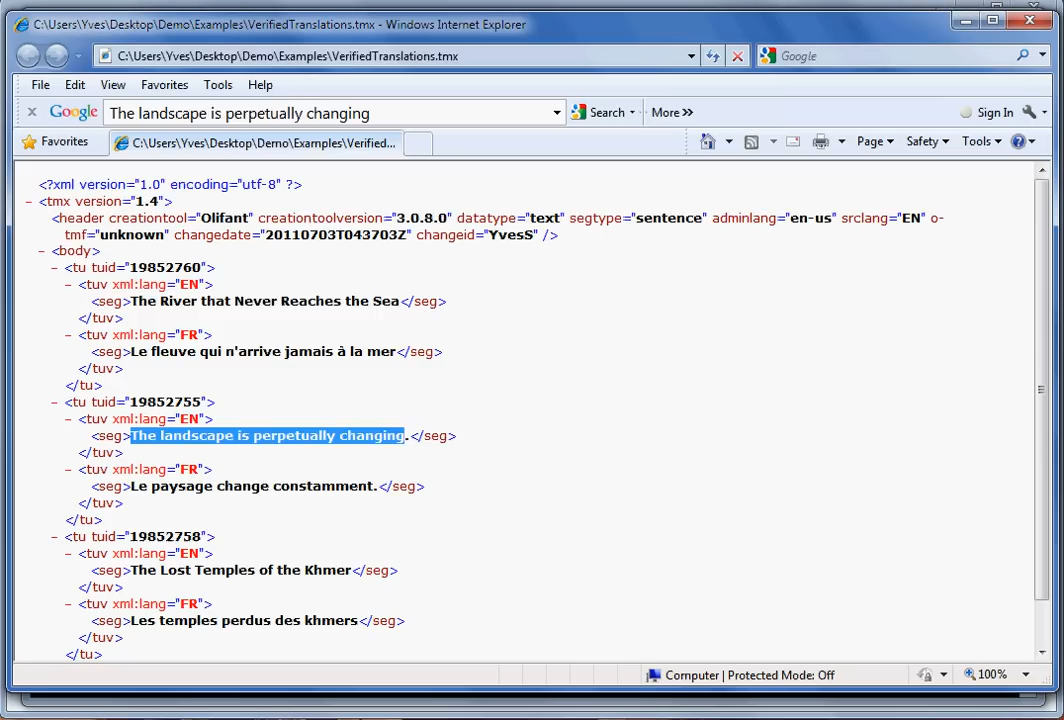 C:\Users\Yves\Desktop\Demo\Examples\VerifiedTranslations.tmx - Windows Internet Explorer
C:\Users\Yves\Desktop\Demo\Examples\VerifiedTranslations.tmx Google
File Edit View Favorites Tools Help
x Google The landscape is perpetually changing Search More >> Sign In
Favorites C:\Users\Yves\Desktop\Demo\Examples\Verified... Page Safety Tools
<?xml version="1.0" encoding="utf-8" ?>
- <tmx version="1.4">
<header creationtool="Olifant" creationtoolversion="3.0.8.0" datatype="text" segtype="sentence" adminlang="en-us" srclang="EN" o-
tmf="unknown" changedate="20110703T043703Z" changeid="YvesS" />
- <body>
- <tu tuid="19852760">
- <tuv xml:lang="EN">
<seg>The River that Never Reaches the Sea</seg>
</tuv>
- <tuv xml:lang="FR">
<seg>Le fleuve qui n'arrive jamais à la mer</seg>
</tuv>
</tu>
- <tu tuid="19852755">
- <tuv xml:lang="EN">
<seg>The landscape is perpetually changing.</seg>
</tuv>
- <tuv xml:lang="FR">
<seg>Le paysage change constamment.</seg>
</tuv>
</tu>
- <tu tuid="19852758">
- <tuv xml:lang="EN">
<seg>The Lost Temples of the Khmer</seg>
</tuv>
- <tuv xml:lang="FR">
<seg>Les temples perdus des khmers</seg>
</tuv>
</tu>
Computer | Protected Mode: Off 100%